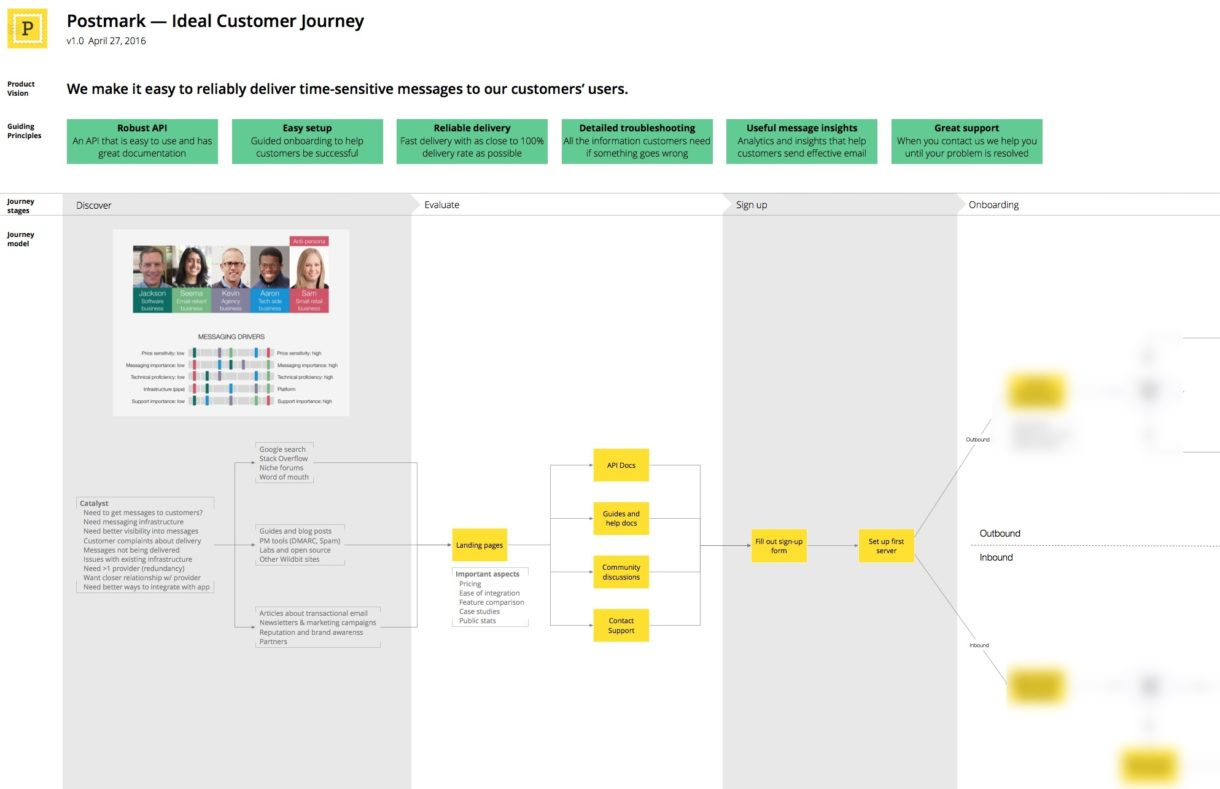 P
Postmark — Ideal Customer Journey
v1.0 April 27, 2016
Product
Vision
We make it easy to reliably deliver time-sensitive messages to our customers' users.
Guiding
Principles
Robust API
An API that is easy to use and has
great documentation
Easy setup
Guided onboarding to help
customers be successful
Reliable delivery
Fast delivery with as close to 100%
delivery rate as possible
Detailed troubleshooting
All the information customers need
if something goes wrong
Useful message insights
Analytics and insights that help
customers send effective email
Great support
When you contact us we help you
until your problem is resolved
Journey
stages
Discover
Evaluate
Sign up
Onboarding
Journey
model
Anti-persona
Jackson
Software
business
Seema
Email reliant
business
Kevin
Agency
business
Aaron
Tech side
business
Sam
Small retail
business
MESSAGING DRIVERS
Price sensitivity: low
Price sensitivity: high
Messaging importance: low
Messaging importance: high
Technical proficiency: low
Technical proficiency: high
Infrastructure (pipe)
Platform
Support importance: low
Support importance: high
Catalyst
Need to get messages to customers?
Need messaging infrastructure
Need better visibility into messages
Customer complaints about delivery
Messages not being delivered
Issues with existing infrastructure
Need >1 provider (redundancy)
Want closer relationship w/ provider
Need better ways to integrate with app
Google search
Stack Overflow
Niche forums
Word of mouth
Guides and blog posts
PM tools (DMARC, Spam)
Labs and open source
Other Wildbit sites
Articles about transactional email
Newsletters & marketing campaigns
Reputation and brand awarenss
Partners
Landing pages
Important aspects
Pricing
Ease of integration
Feature comparison
Case studies
Public stats
API Docs
Guides and
help docs
Community
discussions
Contact
Support
Fill out sign-up
form
Set up first
server
Outbound
Outbound
Inbound
Inbound